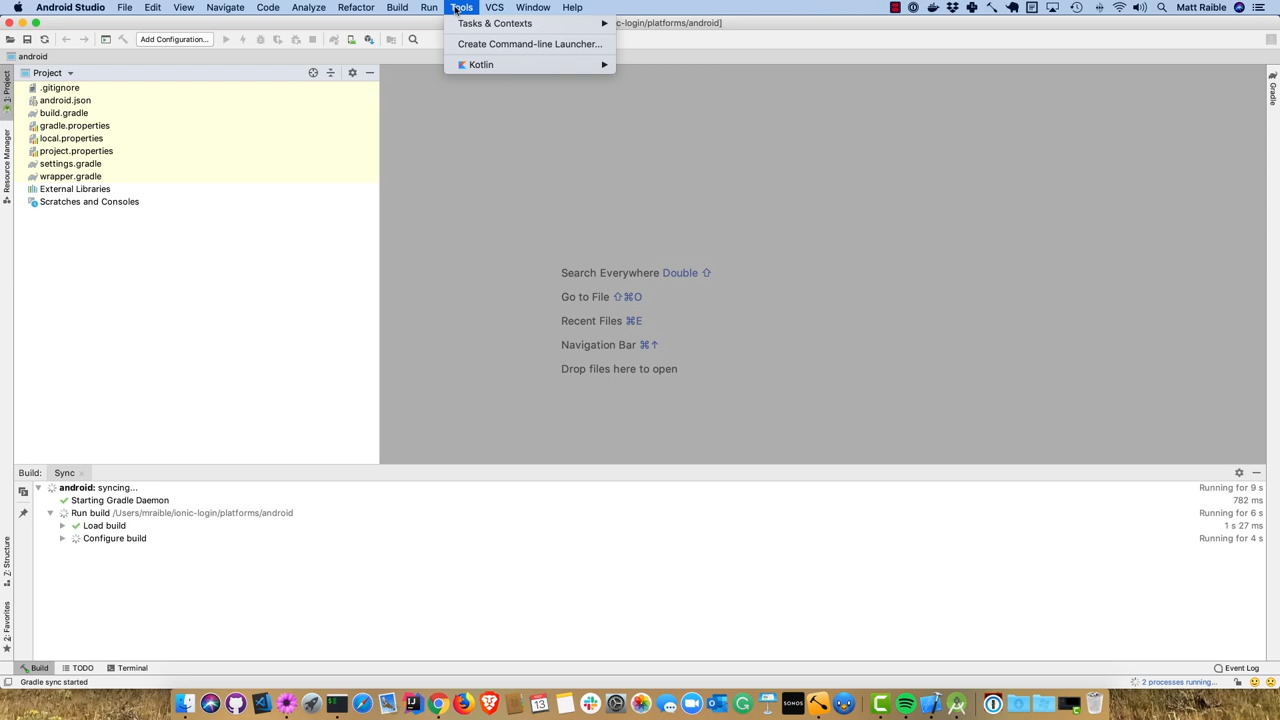 Android Studio File Edit View Navigate Code Analyze Refactor Build Run Tools VCS Window Help Matt Raible
Tasks & Contexts
c-login/platforms/android]
Add Configuration...
Create Command-line Launcher...
android
Kotlin
1: Project
Project
Gradle
.gitignore
android.json
build.gradle
gradle.properties
local.properties
Resource Manager
project.properties
settings.gradle
wrapper.gradle
External Libraries
Scratches and Consoles
Search Everywhere Double ⇧
Go to File ⇧⌘O
Recent Files ⌘E
Navigation Bar ⌘↑
Drop files here to open
Build: Sync
android: syncing... Running for 9 s
Starting Gradle Daemon 782 ms
Run build /Users/mraible/ionic-login/platforms/android Running for 6 s
Load build 1 s 27 ms
Configure build Running for 4 s
Z: Structure
2: Favorites
Build TODO Terminal Event Log
Gradle sync started 2 processes running...
13
SONOS